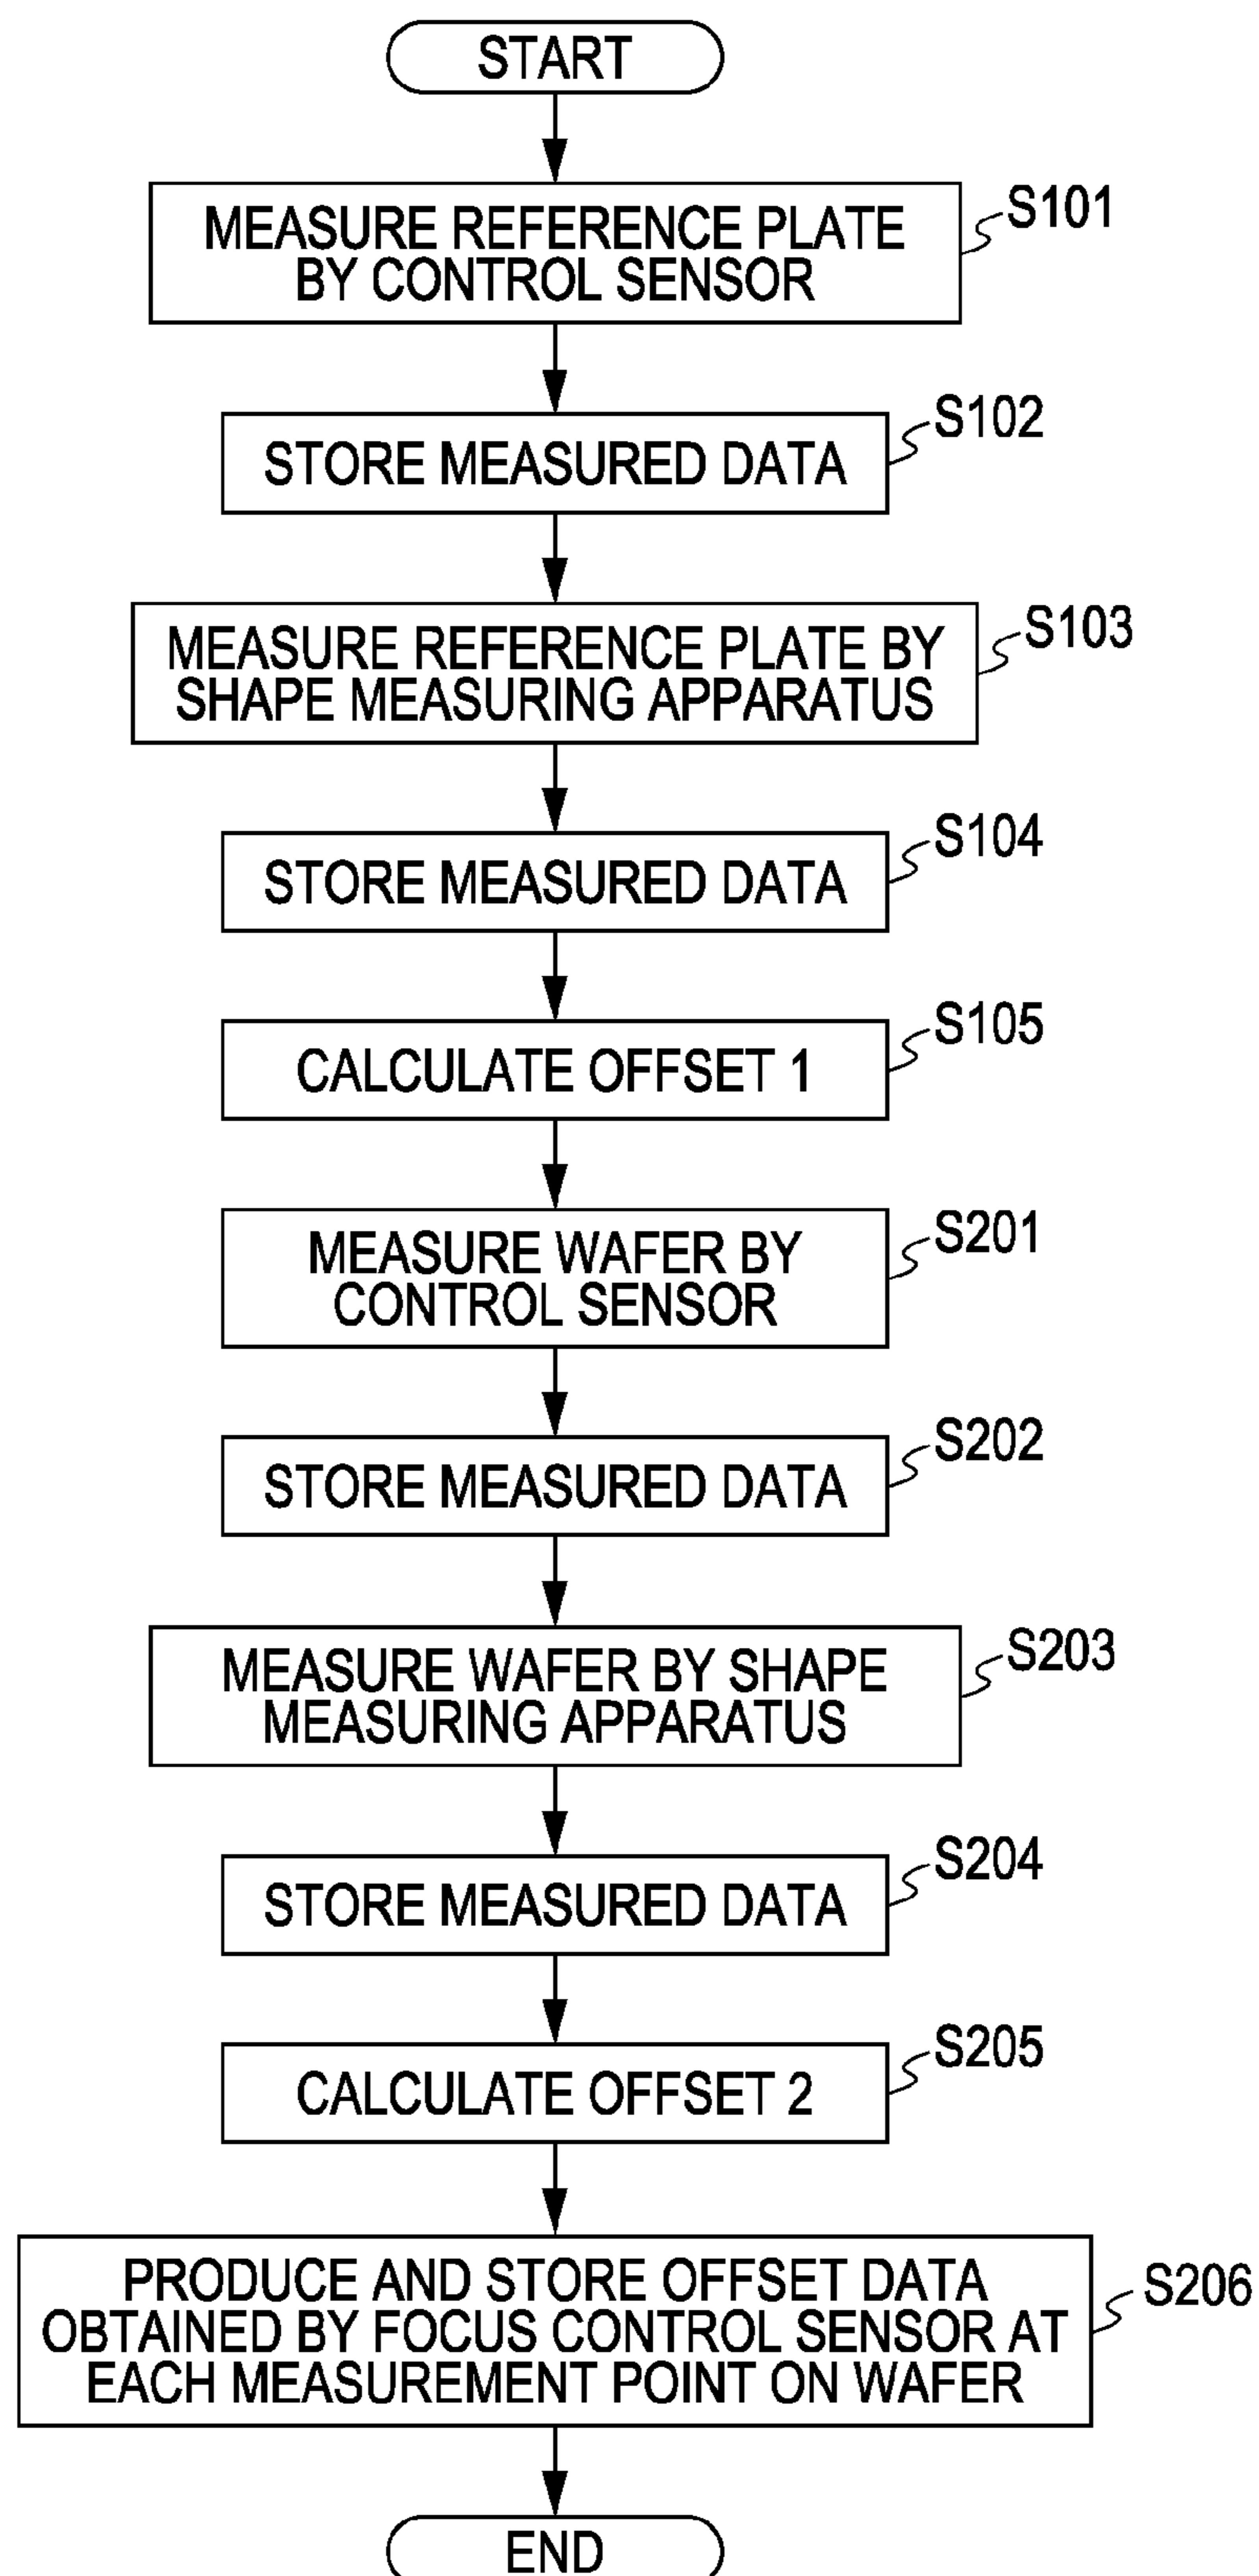 START
MEASURE REFERENCE PLATE
BY CONTROL SENSOR
S101
STORE MEASURED DATA
S102
MEASURE REFERENCE PLATE BY
SHAPE MEASURING APPARATUS
S103
STORE MEASURED DATA
S104
CALCULATE OFFSET 1
S105
MEASURE WAFER BY
CONTROL SENSOR
S201
STORE MEASURED DATA
S202
MEASURE WAFER BY SHAPE
MEASURING APPARATUS
S203
STORE MEASURED DATA
S204
CALCULATE OFFSET 2
S205
PRODUCE AND STORE OFFSET DATA
OBTAINED BY FOCUS CONTROL SENSOR AT
EACH MEASUREMENT POINT ON WAFER
S206
END